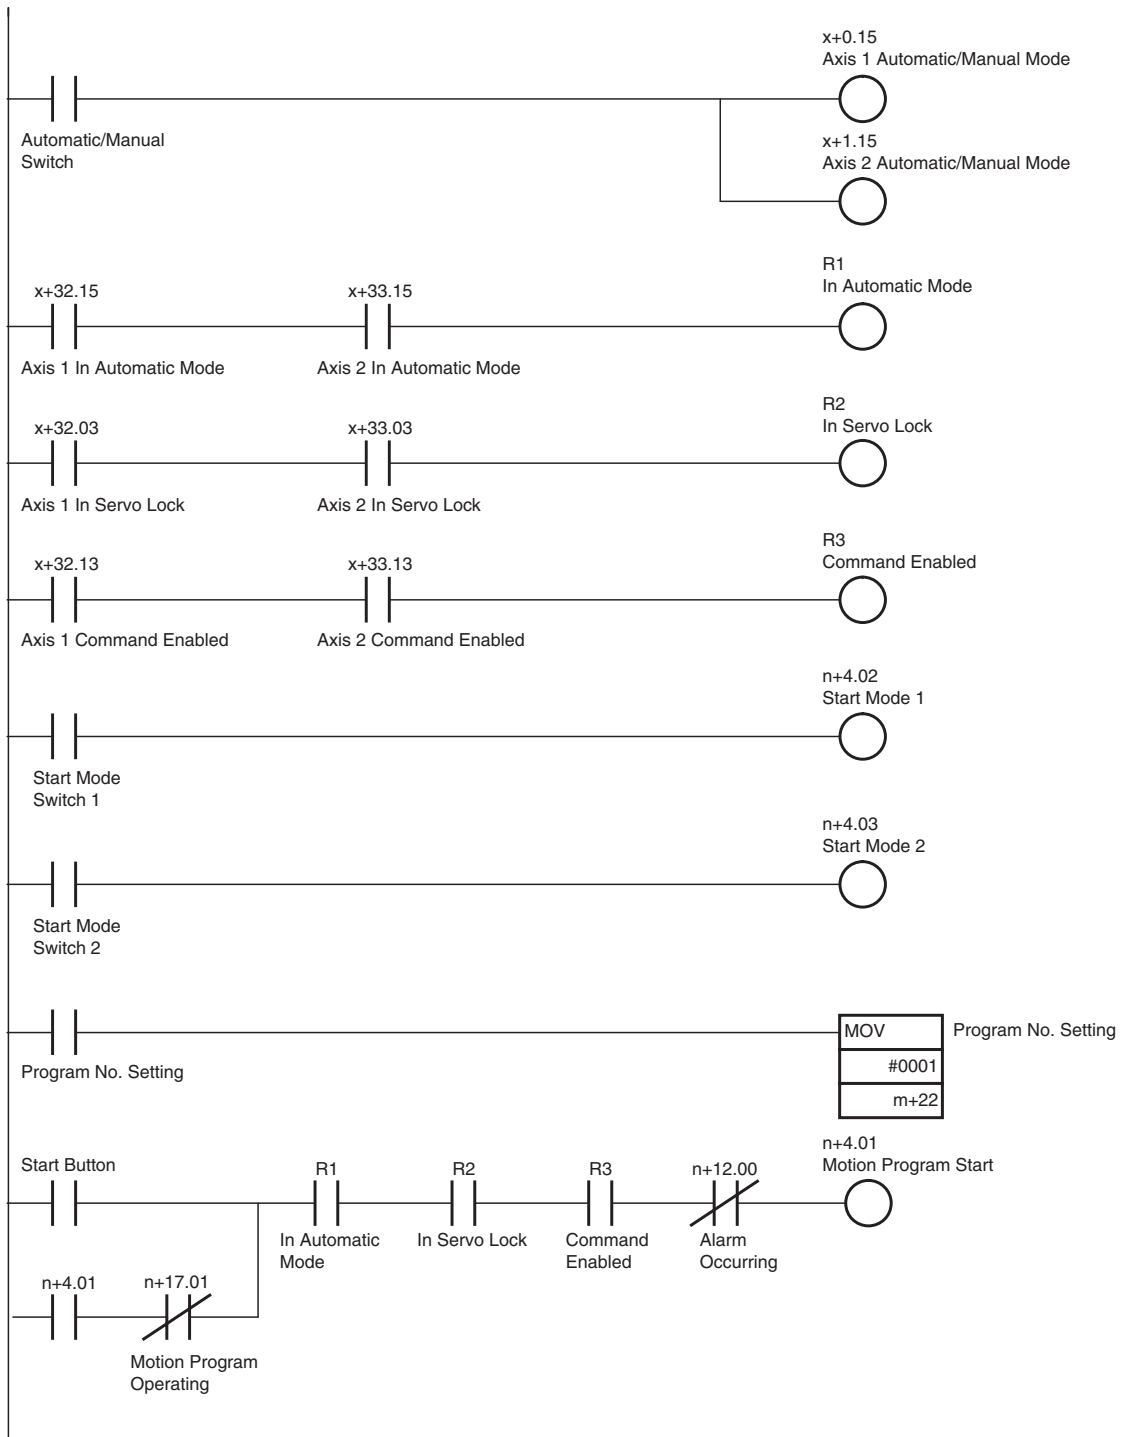 x+0.15
Axis 1 Automatic/Manual Mode
Automatic/Manual
Switch
x+1.15
Axis 2 Automatic/Manual Mode
R1
In Automatic Mode
x+32.15
x+33.15
Axis 1 In Automatic Mode
Axis 2 In Automatic Mode
R2
In Servo Lock
x+32.03
x+33.03
Axis 1 In Servo Lock
Axis 2 In Servo Lock
R3
Command Enabled
x+32.13
x+33.13
Axis 1 Command Enabled
Axis 2 Command Enabled
n+4.02
Start Mode 1
Start Mode
Switch 1
n+4.03
Start Mode 2
Start Mode
Switch 2
MOV
Program No. Setting
#0001
m+22
Program No. Setting
n+4.01
Motion Program Start
Start Button
R1
R2
R3
n+12.00
In Automatic
Mode
In Servo Lock
Command
Enabled
Alarm
Occurring
n+4.01
n+17.01
Motion Program
Operating